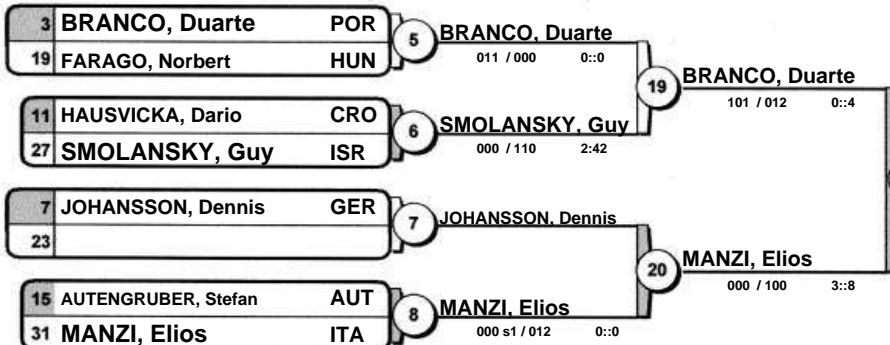 3 BRANCO, Duarte POR
19 FARAGO, Norbert HUN
5
BRANCO, Duarte
011 / 000 0::0
11 HAUSVICKA, Dario CRO
27 SMOLANSKY, Guy ISR
6
SMOLANSKY, Guy
000 / 110 2:42
19
BRANCO, Duarte
101 / 012 0::4
7 JOHANSSON, Dennis GER
23
7
JOHANSSON, Dennis
15 AUTENGRUBER, Stefan AUT
31 MANZI, Elios ITA
8
MANZI, Elios
000 s1 / 012 0::0
20
MANZI, Elios
000 / 100 3::8